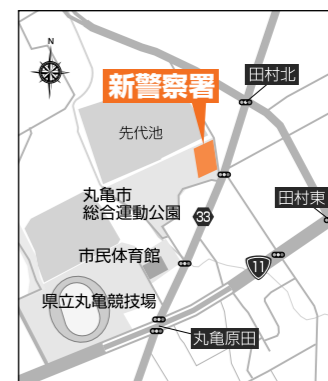 N
新警察署
田村北
先代池
丸亀市
総合運動公園
33
田村東
市民体育館
11
県立丸亀競技場
丸亀原田